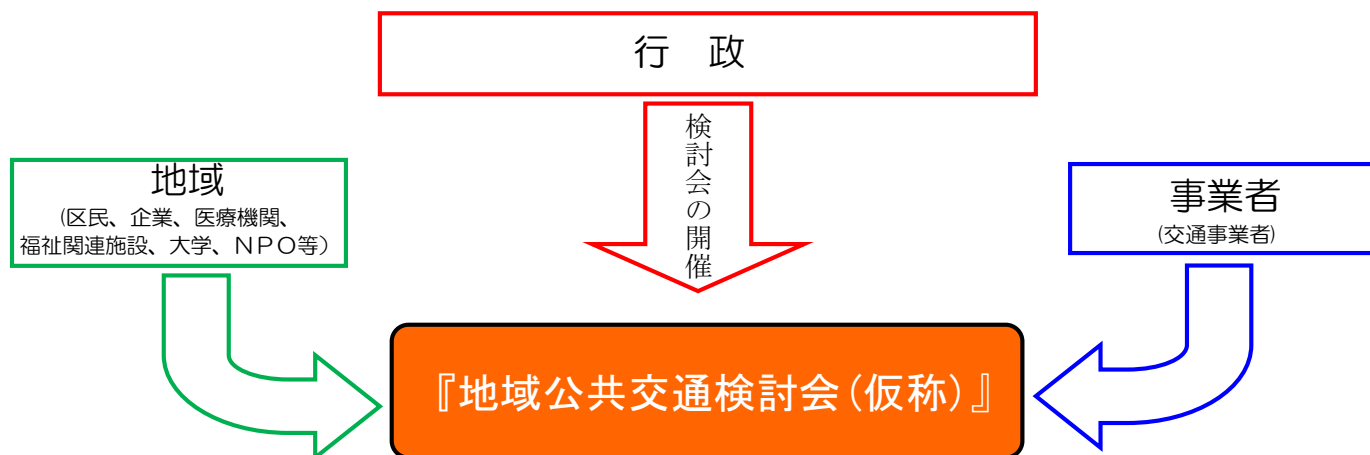 行　政
検討会の開催
地域
(区民、企業、医療機関、
福祉関連施設、大学、NPO等)
事業者
(交通事業者)
『地域公共交通検討会(仮称)』